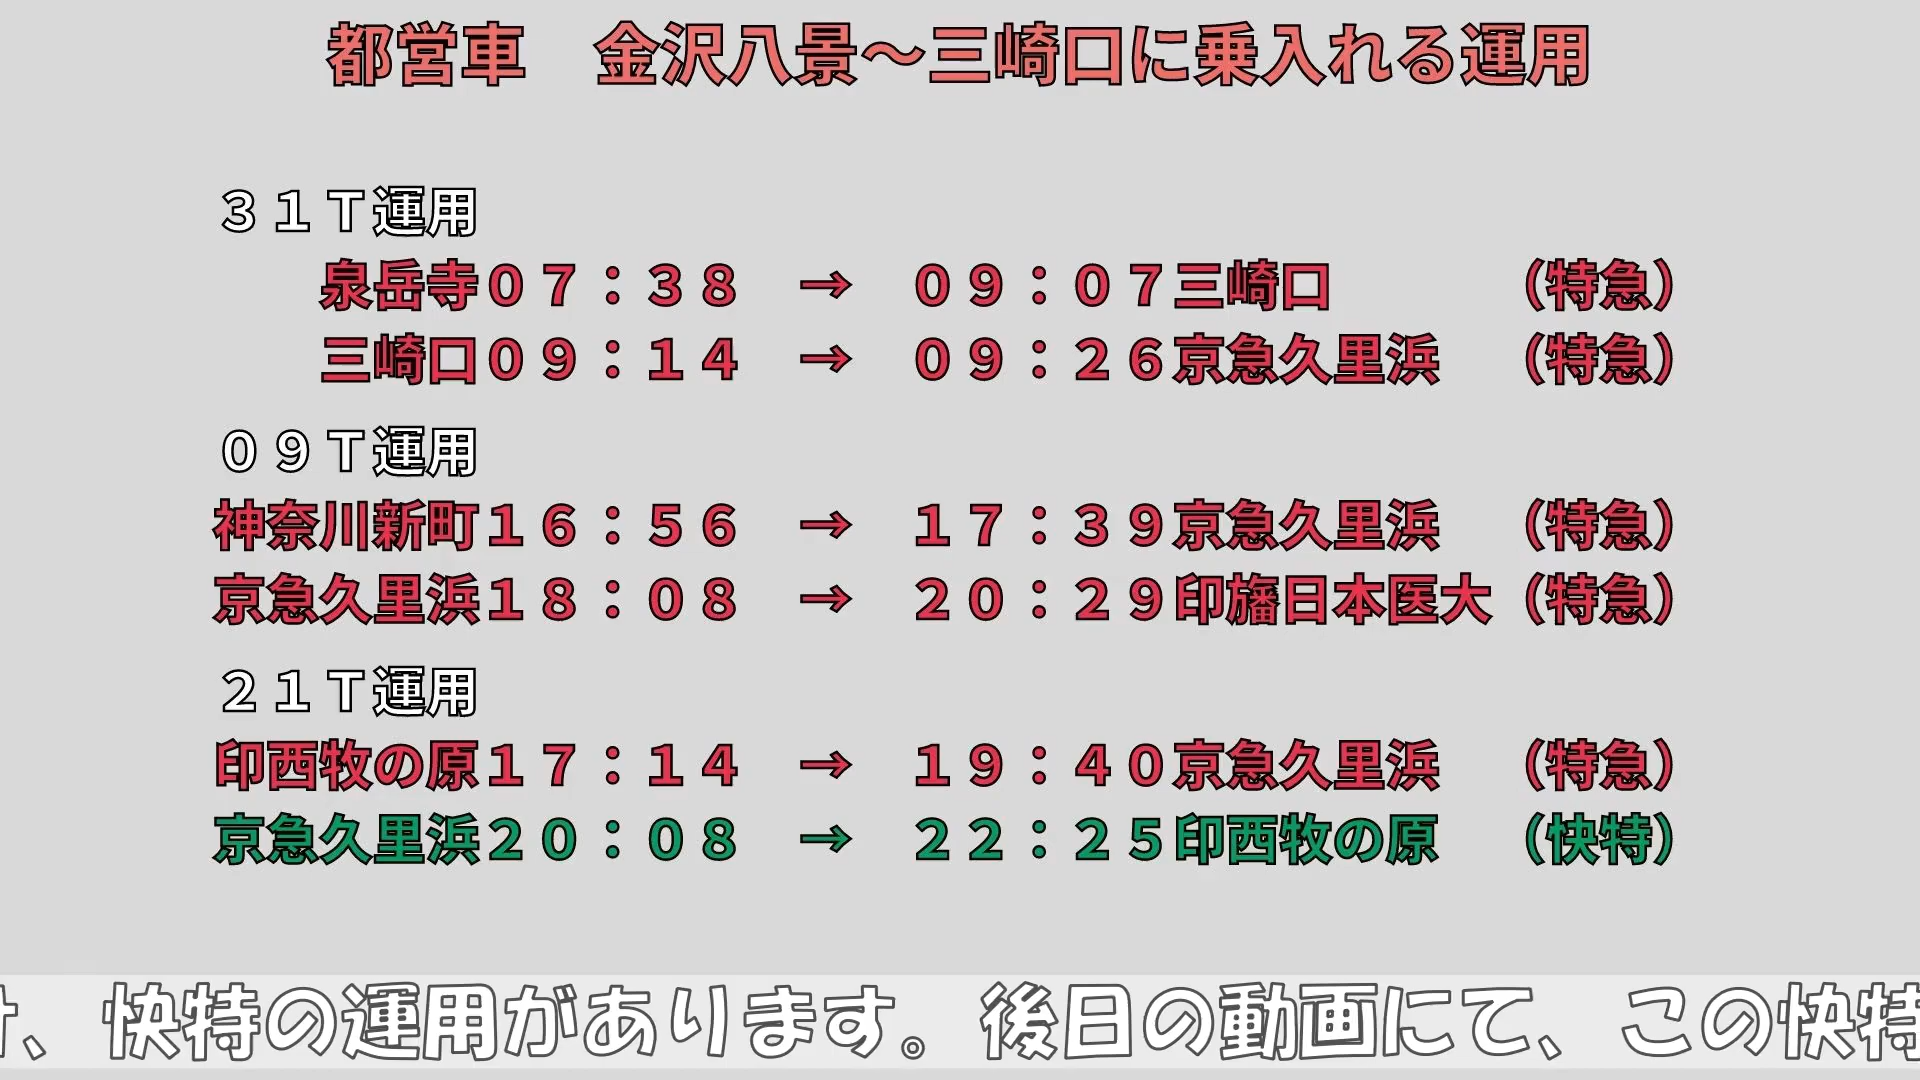 都営車　金沢八景～三崎口に乗入れる運用
３１Ｔ運用
泉岳寺０７：３８　→　０９：０７三崎口　（特急）
三崎口０９：１４　→　０９：２６京急久里浜　（特急）
０９Ｔ運用
神奈川新町１６：５６　→　１７：３９京急久里浜　（特急）
京急久里浜１８：０８　→　２０：２９印旛日本医大　（特急）
２１Ｔ運用
印西牧の原１７：１４　→　１９：４０京急久里浜　（特急）
京急久里浜２０：０８　→　２２：２５印西牧の原　（快特）
、快特の運用があります。後日の動画にて、この快特